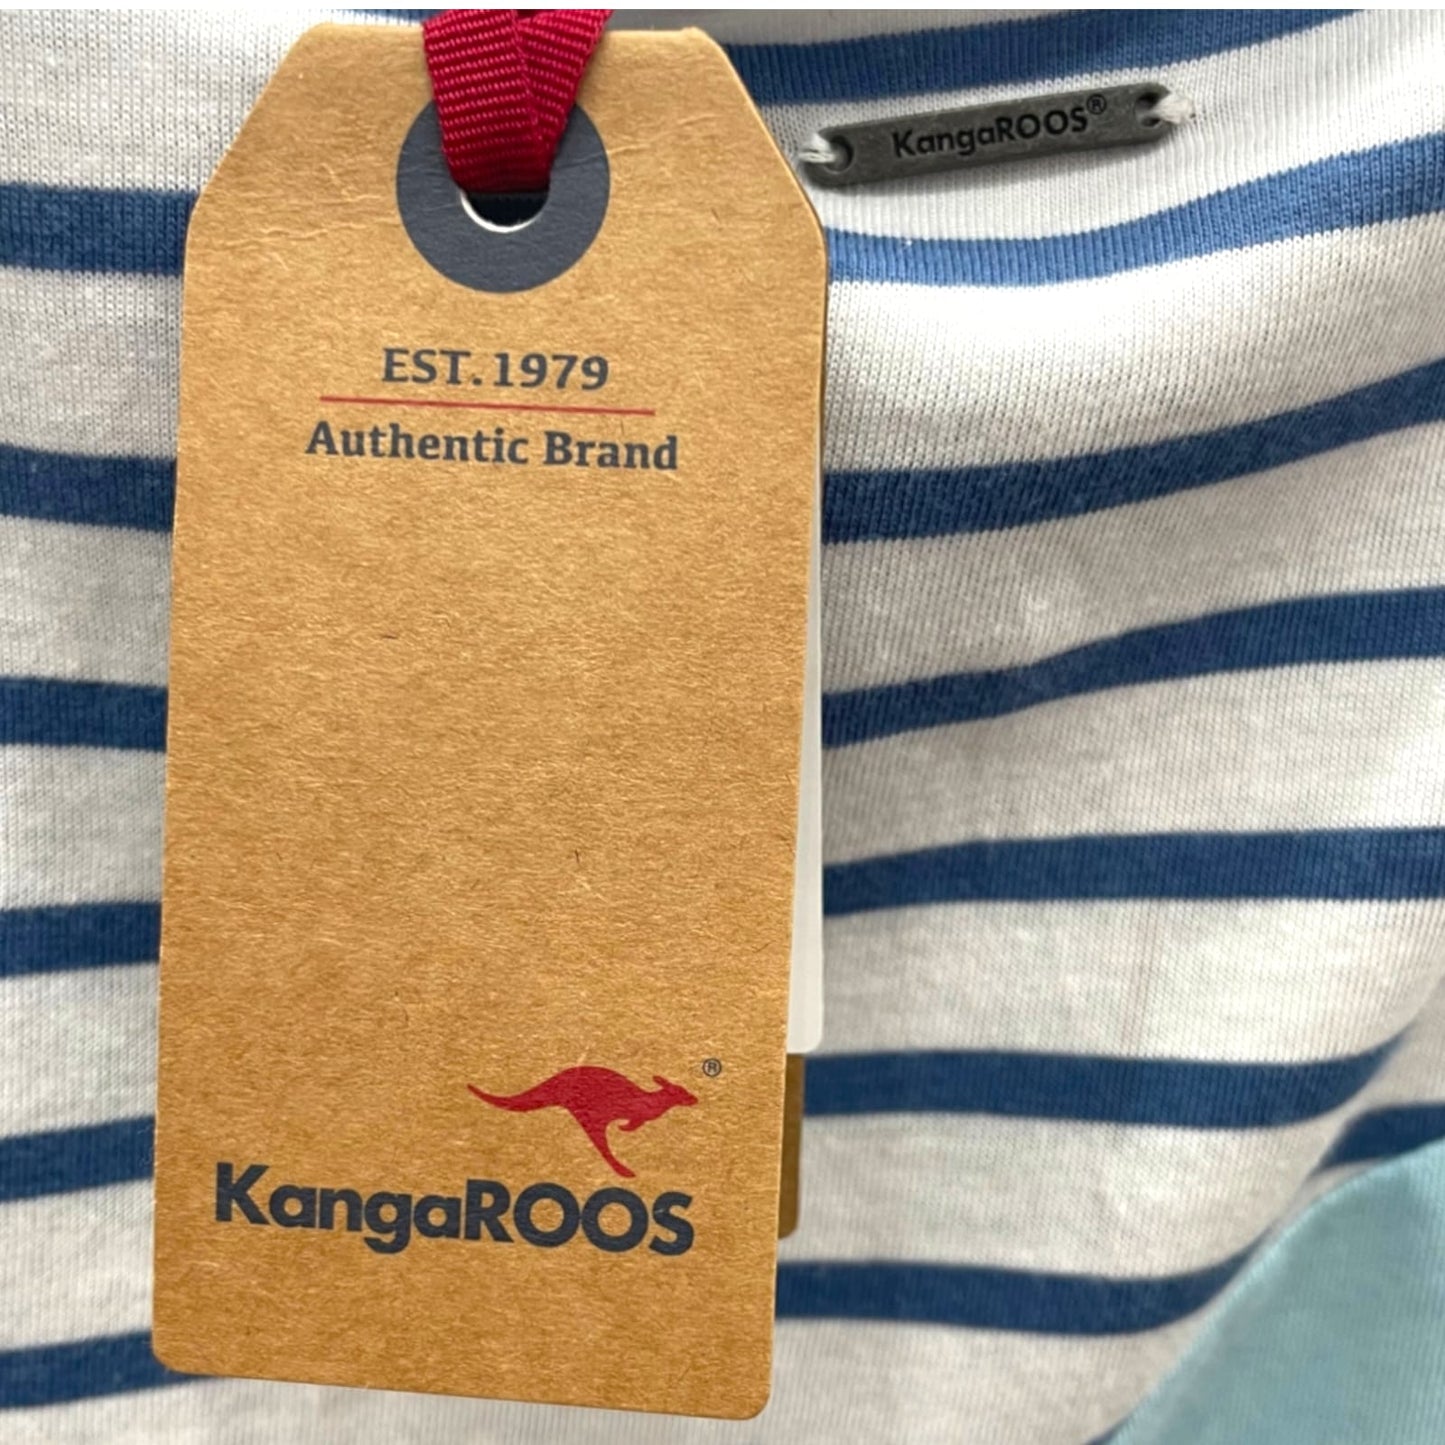 KangaROOS®
EST. 1979
Authentic Brand
®
KangaROOS